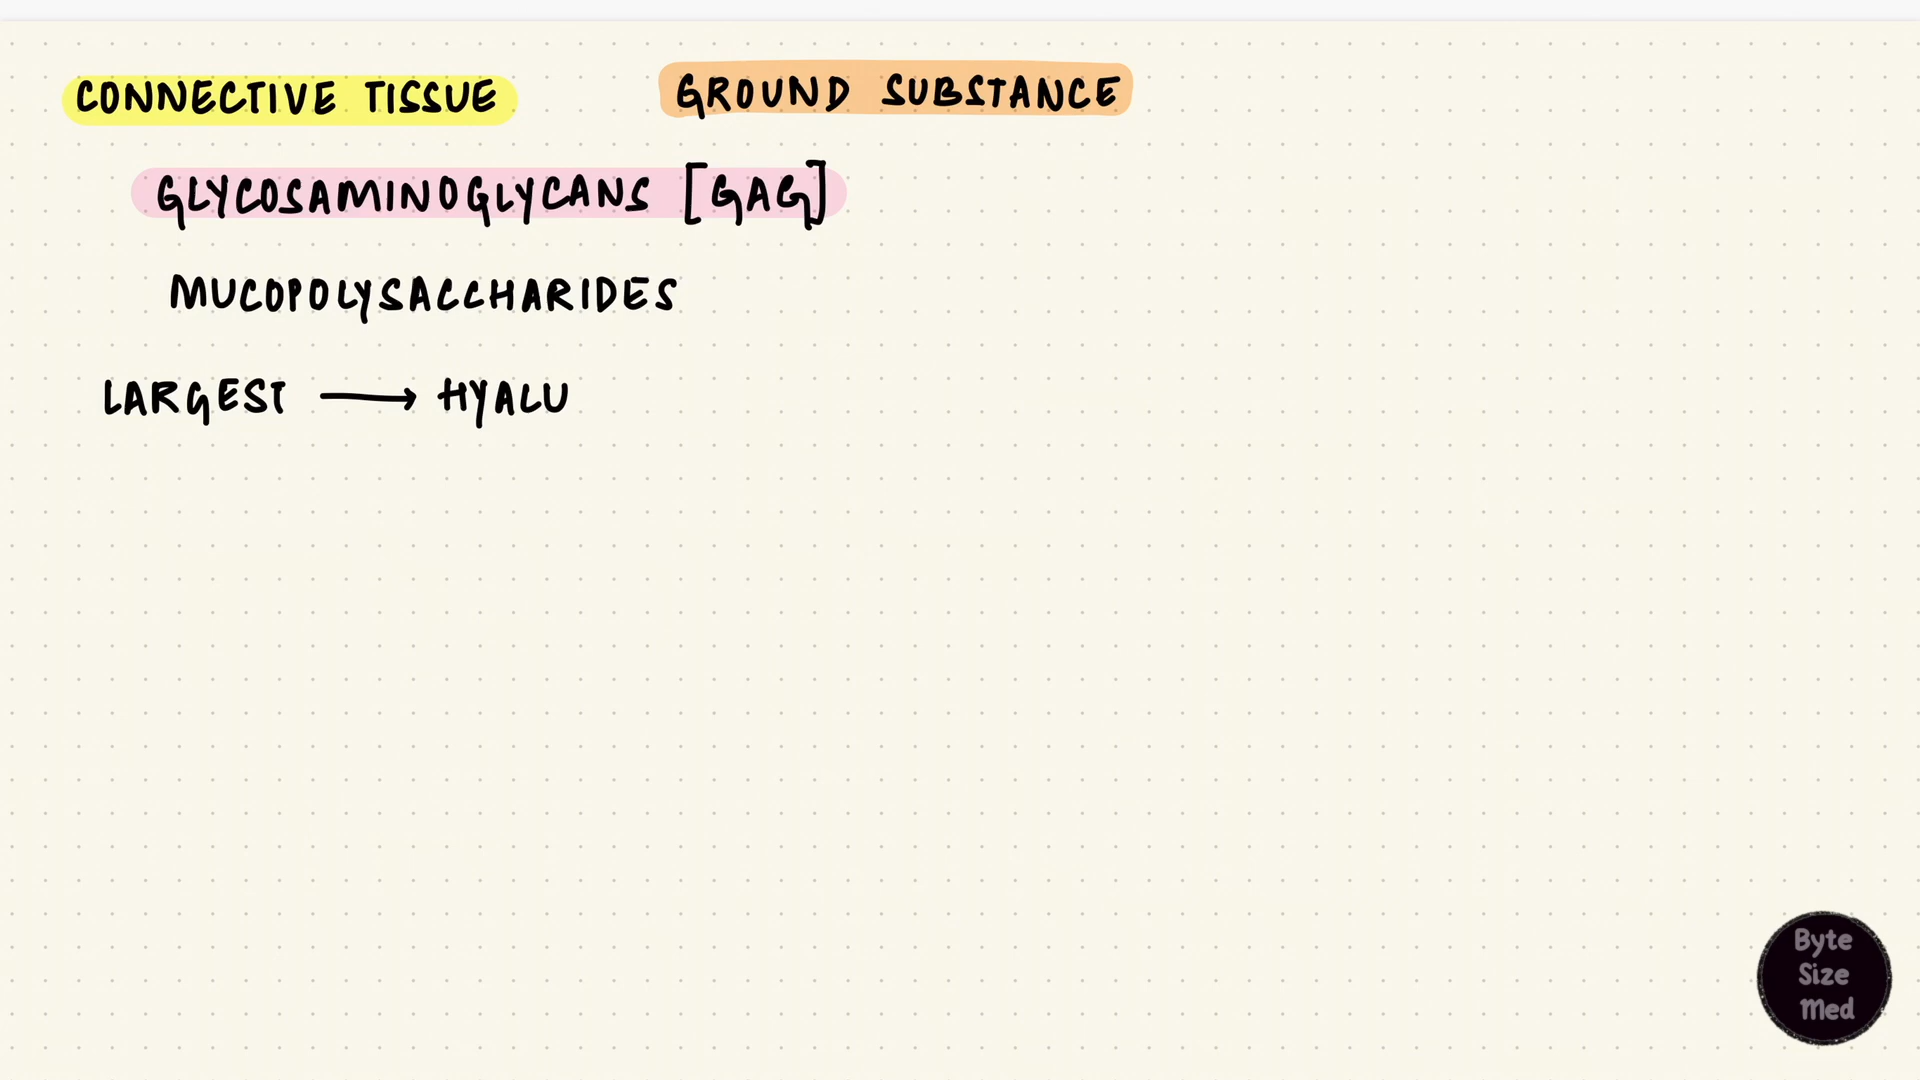 CONNECTIVE TISSUE GROUND SUBSTANCE
GLYCOSAMINOGLYCANS [GAG]
MUCOPOLYSACCHARIDES
LARGEST → HYALU
Byte
Size
Med